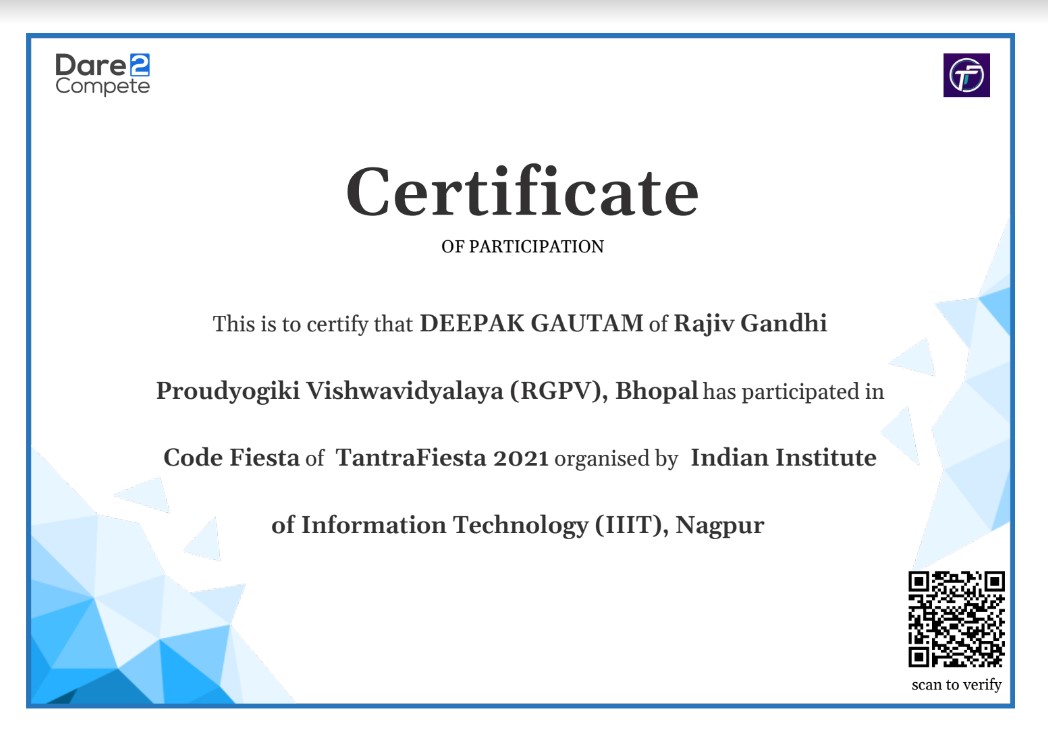 Dare2
Compete
TF
Certificate
OF PARTICIPATION
This is to certify that DEEPAK GAUTAM of Rajiv Gandhi
Proudyogiki Vishwavidyalaya (RGPV), Bhopal has participated in
Code Fiesta of TantraFiesta 2021 organised by Indian Institute
of Information Technology (IIIT), Nagpur
scan to verify